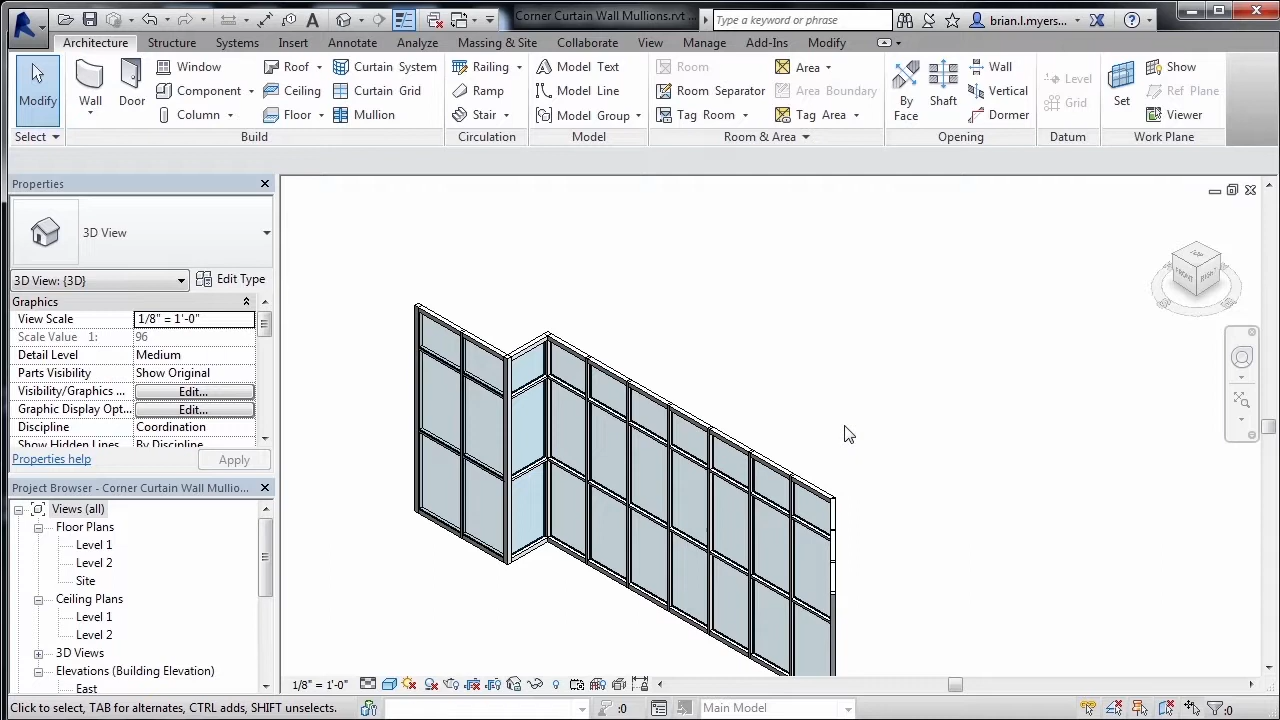 Corner Curtain Wall Mullions.rvt ...
Type a keyword or phrase
brian.l.myers...
Architecture Structure Systems Insert Annotate Analyze Massing & Site Collaborate View Manage Add-Ins Modify
Modify
Wall
Door
Window
Component
Column
Roof
Ceiling
Floor
Curtain System
Curtain Grid
Mullion
Railing
Ramp
Stair
Model Text
Model Line
Model Group
Room
Room Separator
Tag Room
Area
Area Boundary
Tag Area
By
Face
Shaft
Wall
Vertical
Dormer
Level
Grid
Set
Show
Ref Plane
Viewer
Select Build Circulation Model Room & Area Opening Datum Work Plane
Properties
3D View
3D View: {3D} Edit Type
Graphics
View Scale 1/8" = 1'-0"
Scale Value 1: 96
Detail Level Medium
Parts Visibility Show Original
Visibility/Graphics ... Edit...
Graphic Display Opt... Edit...
Discipline Coordination
Show Hidden Lines By Discipline
Properties help Apply
Project Browser - Corner Curtain Wall Mullio...
Views (all)
Floor Plans
Level 1
Level 2
Site
Ceiling Plans
Level 1
Level 2
3D Views
Elevations (Building Elevation)
East
TOP
FRONT
RIGHT
1/8" = 1'-0"
Click to select, TAB for alternates, CTRL adds, SHIFT unselects. :0 Main Model :0